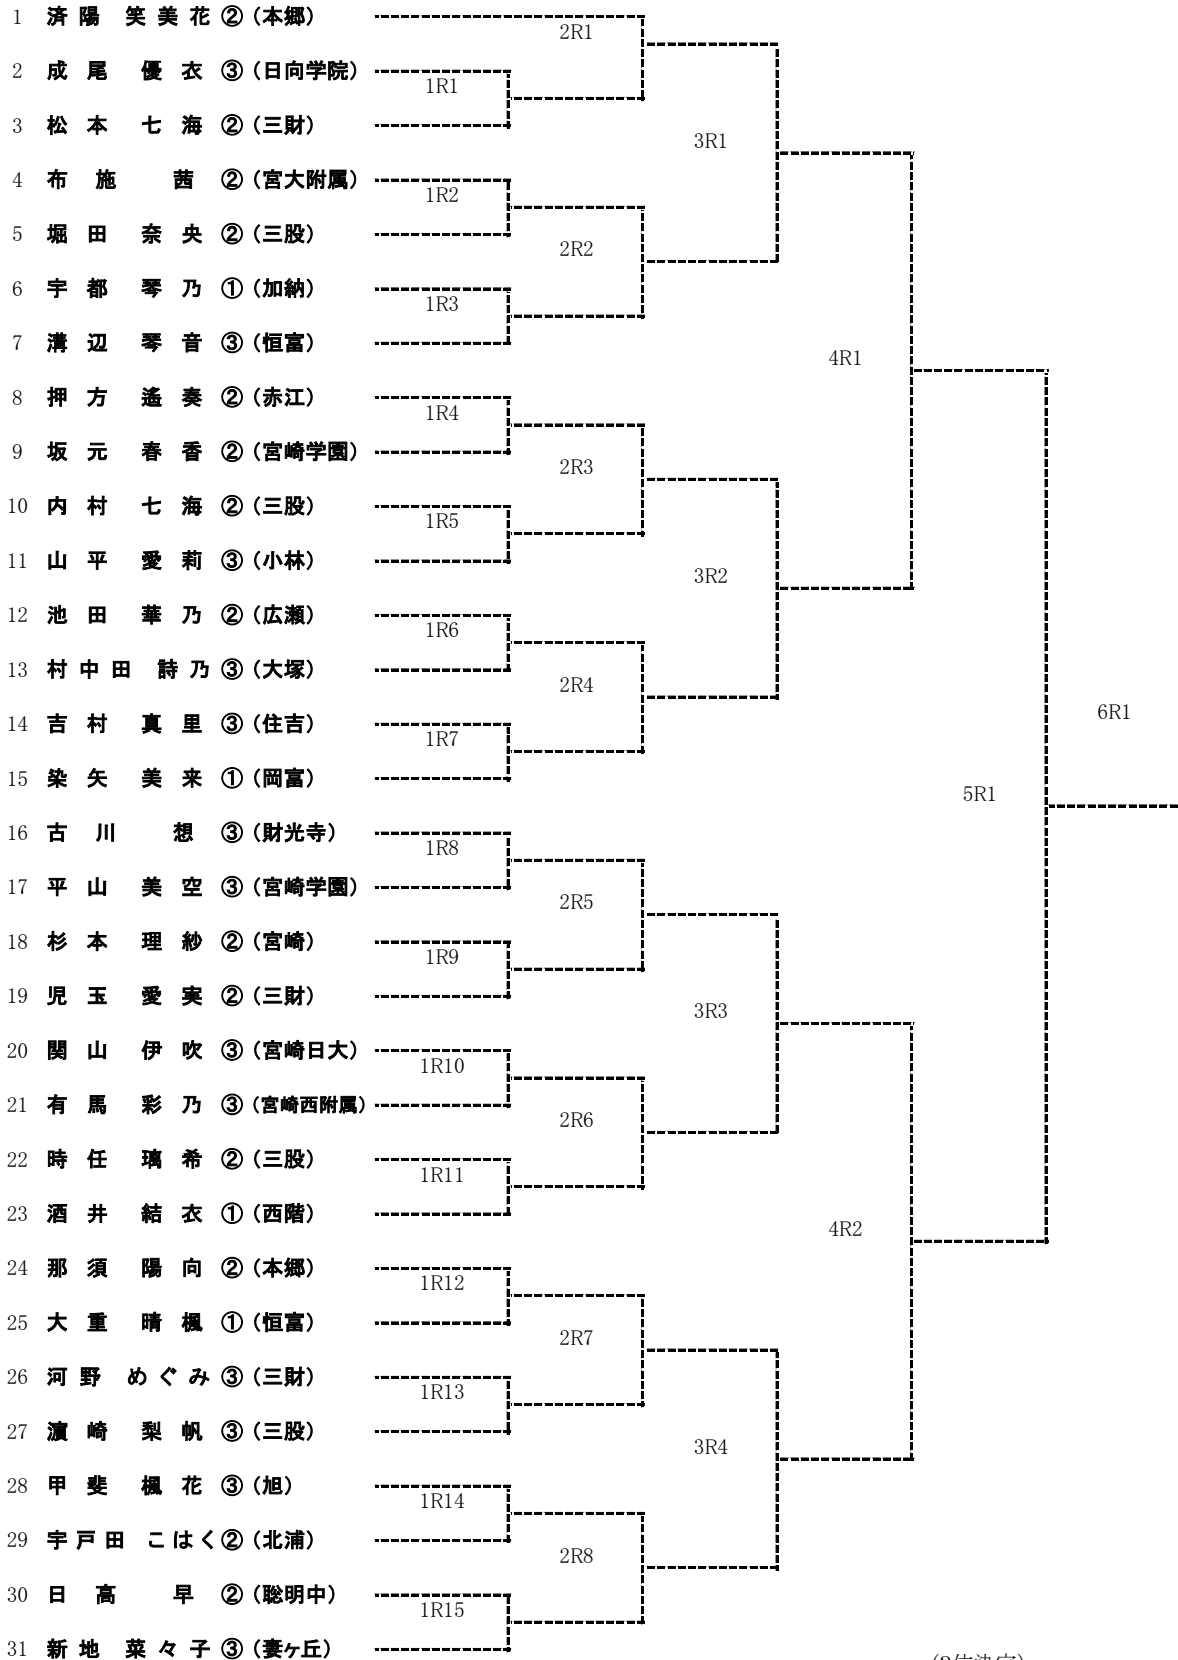 1 済陽 笑美花 ② (本郷)
2R1
2 成尾 優衣 ③ (日向学院)
1R1
3 松本 七海 ② (三財)
3R1
4 布施 茜 ② (宮大附属)
1R2
5 堀田 奈央 ② (三股)
2R2
6 宇都 琴乃 ① (加納)
1R3
7 溝辺 琴音 ③ (恒富)
4R1
8 押方 遙奏 ② (赤江)
1R4
9 坂元 春香 ② (宮崎学園)
2R3
10 内村 七海 ② (三股)
1R5
11 山平 愛莉 ③ (小林)
3R2
12 池田 華乃 ② (広瀬)
1R6
13 村中田 詩乃 ③ (大塚)
2R4
6R1
14 吉村 真里 ③ (住吉)
1R7
15 染矢 美来 ① (岡富)
5R1
16 古川 想 ③ (財光寺)
1R8
17 平山 美空 ③ (宮崎学園)
2R5
18 杉本 理紗 ② (宮崎)
1R9
19 児玉 愛実 ② (三財)
3R3
20 関山 伊吹 ③ (宮崎日大)
1R10
21 有馬 彩乃 ③ (宮崎西附属)
2R6
22 時任 璃希 ② (三股)
1R11
23 酒井 結衣 ① (西階)
4R2
24 那須 陽向 ② (本郷)
1R12
25 大重 晴楓 ① (恒富)
2R7
26 河野 めぐみ ③ (三財)
1R13
27 濵崎 梨帆 ③ (三股)
3R4
28 甲斐 楓花 ③ (旭)
1R14
29 宇戸田 こはく ② (北浦)
2R8
30 日高 早 ② (聡明中)
1R15
31 新地 菜々子 ③ (妻ヶ丘)